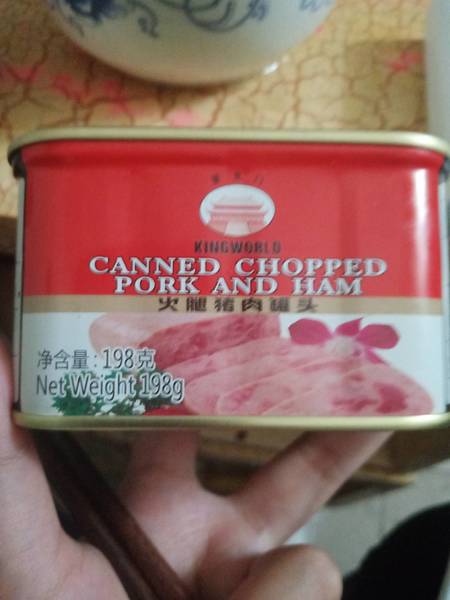 KINGWORLD
CANNED CHOPPED
PORK AND HAM
火腿猪肉罐头
净含量:198克
Net Weight 198g